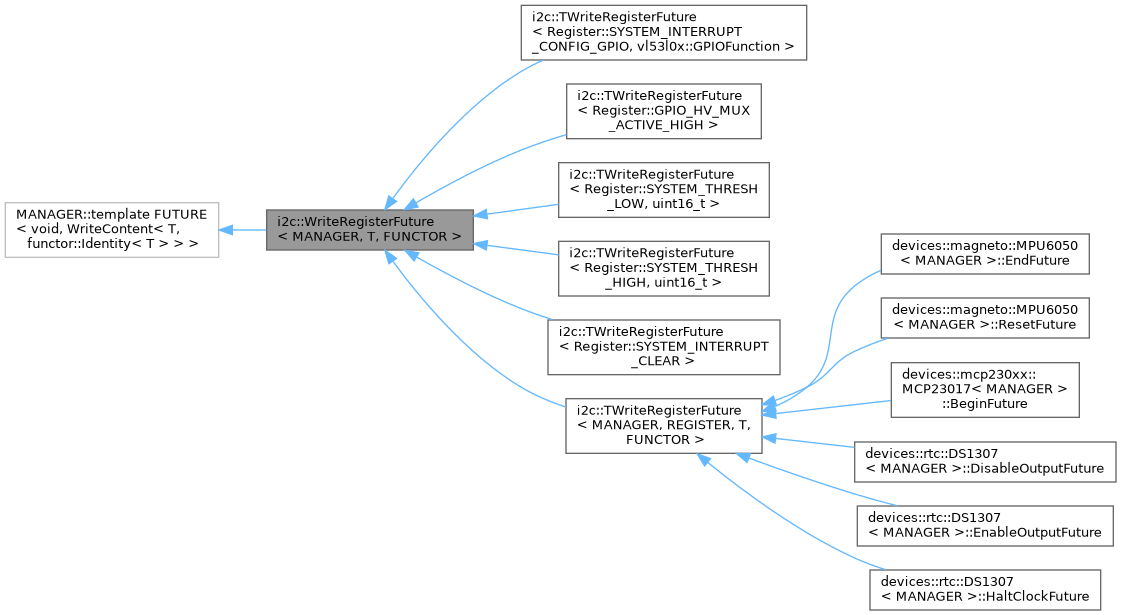 i2c::TWriteRegisterFuture
< Register::SYSTEM_INTERRUPT
_CONFIG_GPIO, vl53l0x::GPIOFunction >
i2c::TWriteRegisterFuture
< Register::GPIO_HV_MUX
_ACTIVE_HIGH >
i2c::TWriteRegisterFuture
< Register::SYSTEM_THRESH
_LOW, uint16_t >
MANAGER::template FUTURE
< void, WriteContent< T,
functor::Identity< T > > >
i2c::WriteRegisterFuture
< MANAGER, T, FUNCTOR >
i2c::TWriteRegisterFuture
< Register::SYSTEM_THRESH
_HIGH, uint16_t >
i2c::TWriteRegisterFuture
< Register::SYSTEM_INTERRUPT
_CLEAR >
i2c::TWriteRegisterFuture
< MANAGER, REGISTER, T,
FUNCTOR >
devices::magneto::MPU6050
< MANAGER >::EndFuture
devices::magneto::MPU6050
< MANAGER >::ResetFuture
devices::mcp230xx::
MCP23017< MANAGER >
::BeginFuture
devices::rtc::DS1307
< MANAGER >::DisableOutputFuture
devices::rtc::DS1307
< MANAGER >::EnableOutputFuture
devices::rtc::DS1307
< MANAGER >::HaltClockFuture